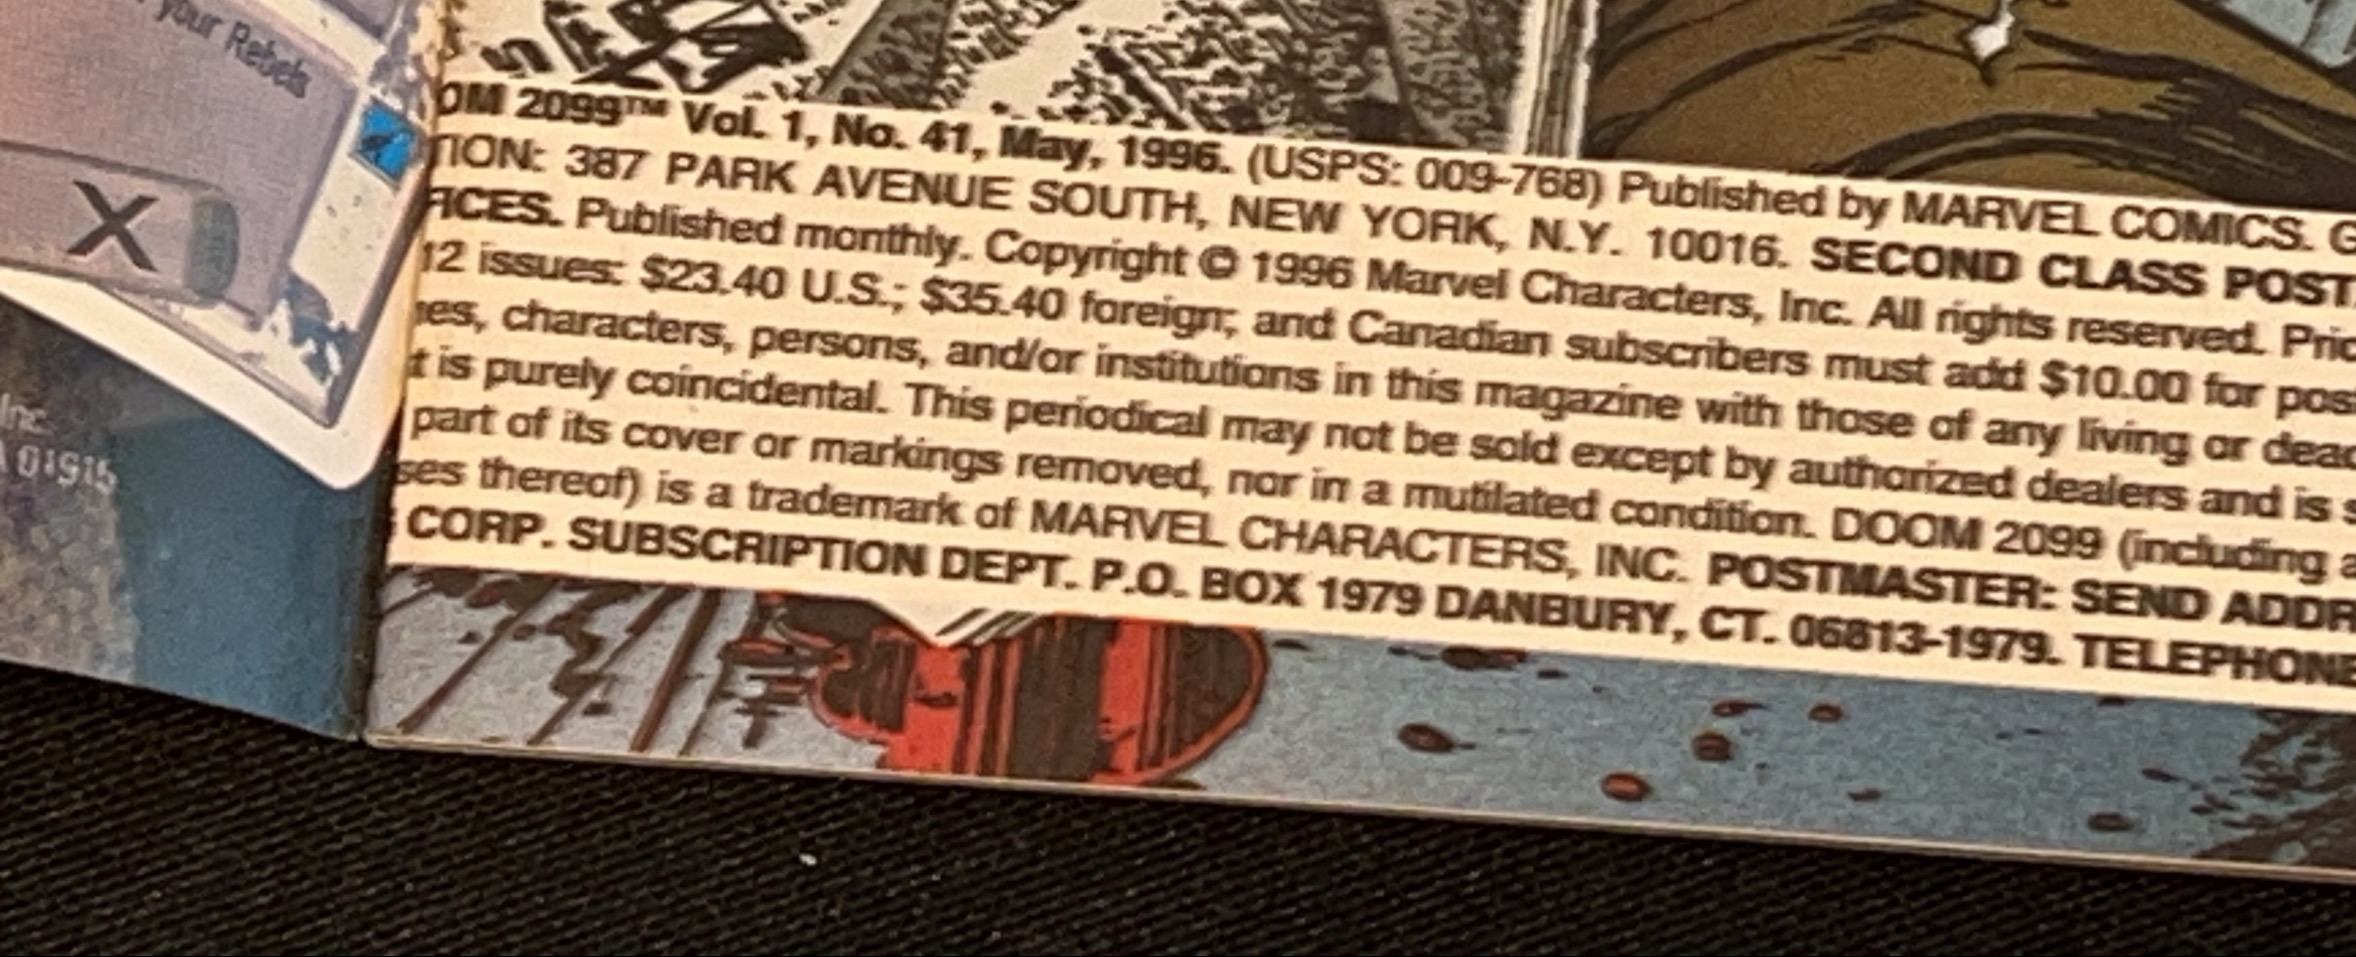 your Rebels
X
Inc.
A 01915
OM 2099™ Vol. 1, No. 41, May, 1996. (USPS: 009-768) Published by MARVEL COMICS. G
TION: 387 PARK AVENUE SOUTH, NEW YORK, N.Y. 10016. SECOND CLASS POST
FICES. Published monthly. Copyright © 1996 Marvel Characters, Inc. All rights reserved. Pric
12 issues: $23.40 U.S.; $35.40 foreign; and Canadian subscribers must add $10.00 for pos
es, characters, persons, and/or institutions in this magazine with those of any living or dead
t is purely coincidental. This periodical may not be sold except by authorized dealers and is s
part of its cover or markings removed, nor in a mutilated condition. DOOM 2099 (including a
ses thereof) is a trademark of MARVEL CHARACTERS, INC. POSTMASTER: SEND ADDR
CORP. SUBSCRIPTION DEPT. P.O. BOX 1979 DANBURY, CT. 06813-1979. TELEPHONE